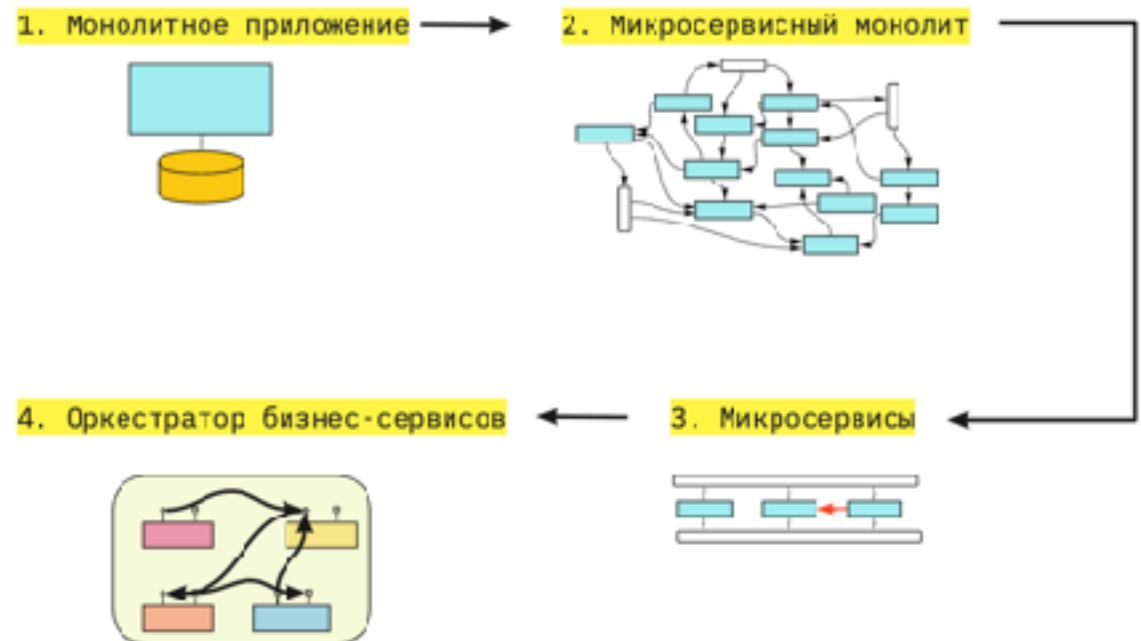 1. Монолитное приложение
2. Микросервисный монолит
3. Микросервисы
4. Оркестратор бизнес-сервисов